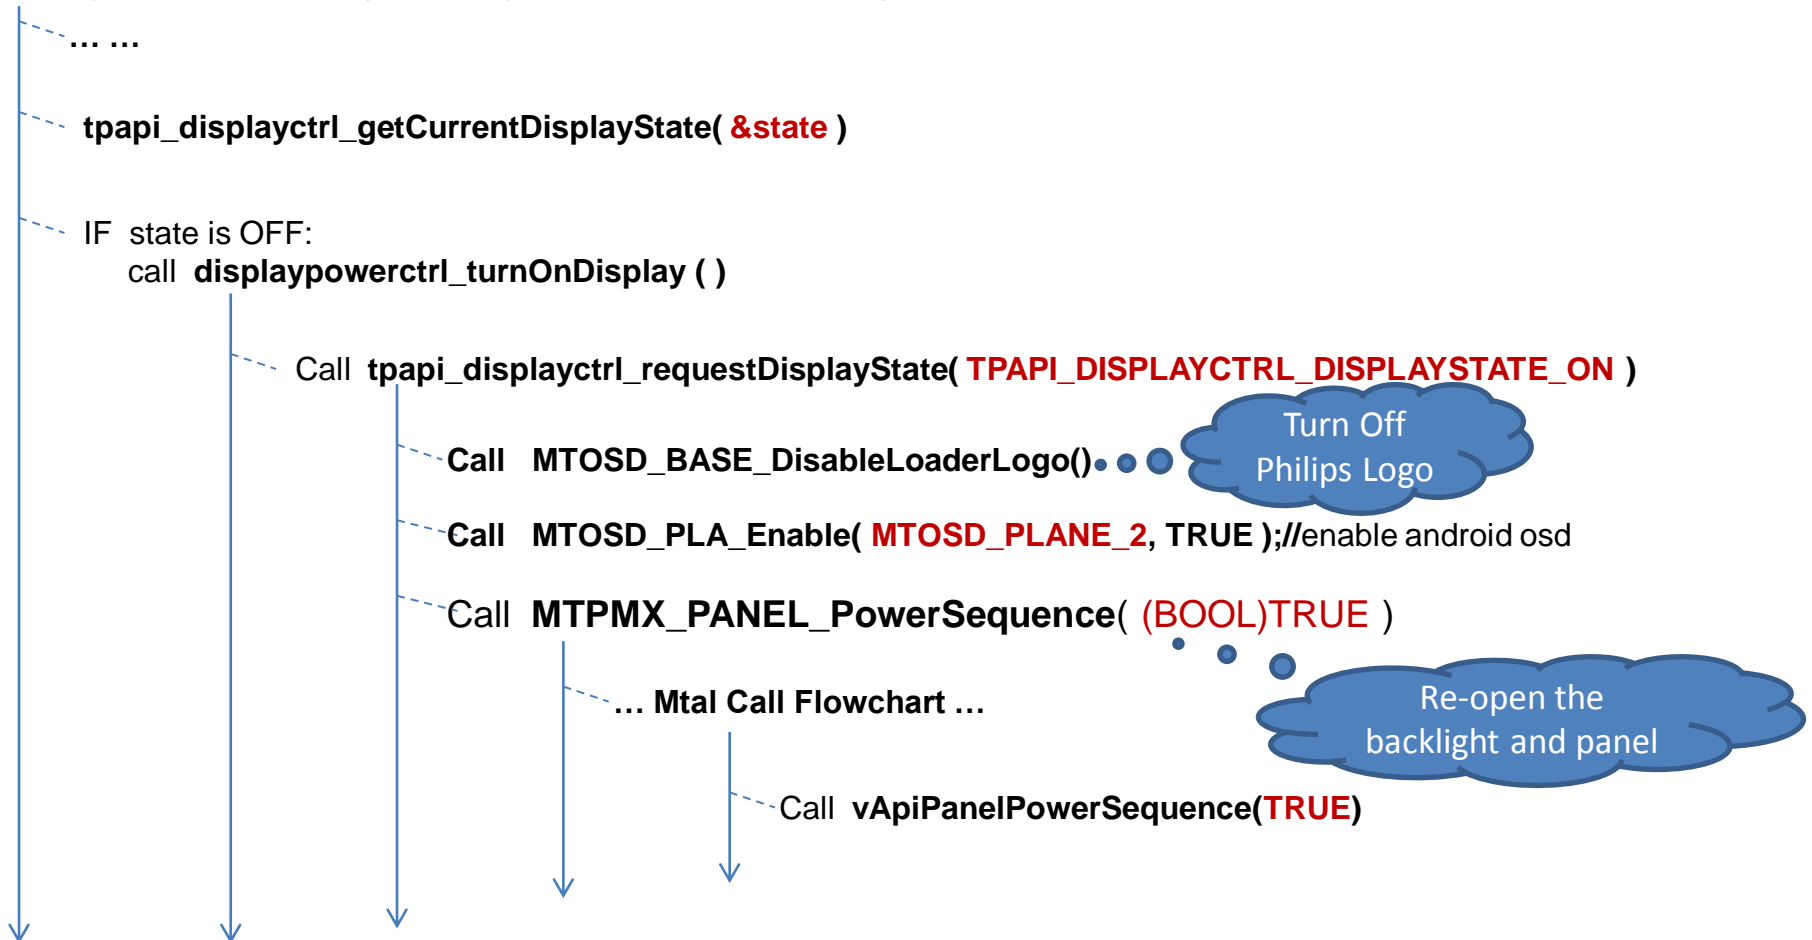 … …
tpapi_displayctrl_getCurrentDisplayState( &state )
IF state is OFF:
call displaypowerctrl_turnOnDisplay ( )
Call tpapi_displayctrl_requestDisplayState( TPAPI_DISPLAYCTRL_DISPLAYSTATE_ON )
Turn Off
Philips Logo
Call MTOSD_BASE_DisableLoaderLogo()
Call MTOSD_PLA_Enable( MTOSD_PLANE_2, TRUE );//enable android osd
Call MTPMX_PANEL_PowerSequence( (BOOL)TRUE )
Re-open the
backlight and panel
… Mtal Call Flowchart …
Call vApiPanelPowerSequence(TRUE)